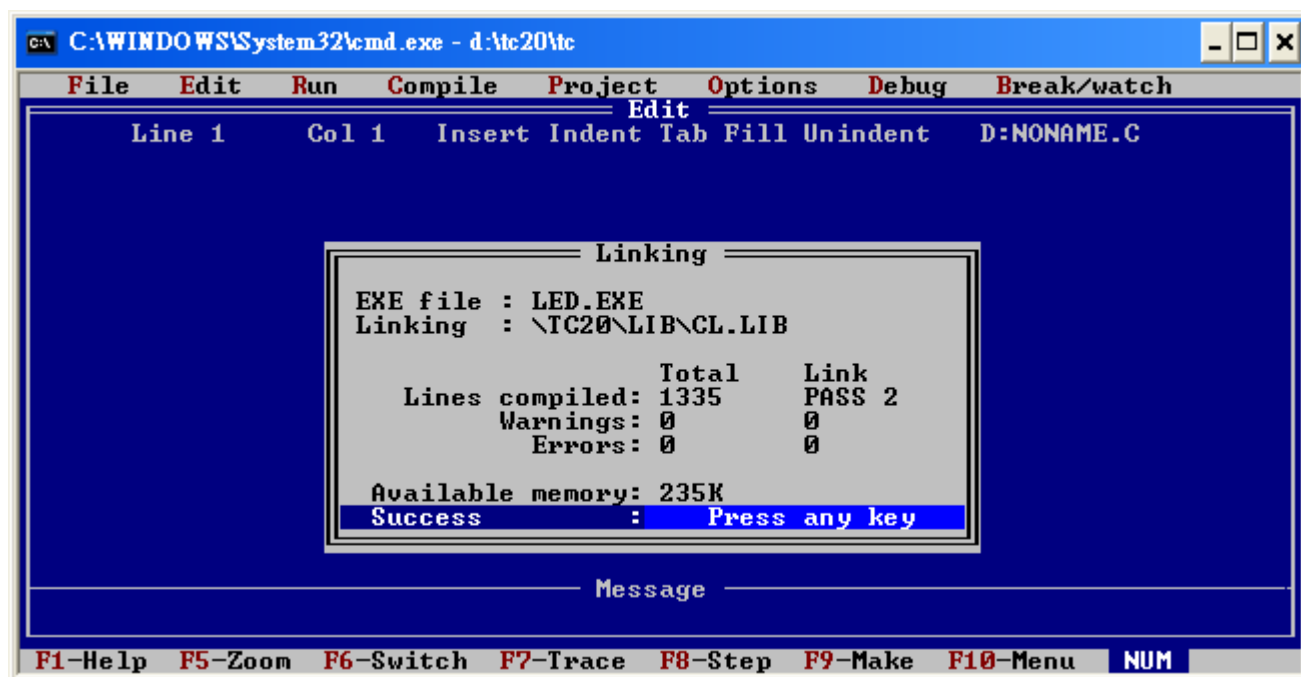 C:\WINDOWS\System32\cmd.exe - d:\tc20\tc
File Edit Run Compile Project Options Debug Break/watch
Edit
Line 1 Col 1 Insert Indent Tab Fill Unindent D:NONAME.C
Linking
EXE file : LED.EXE
Linking : \TC20\LIB\CL.LIB
Total Link
Lines compiled: 1335 PASS 2
Warnings: 0 0
Errors: 0 0
Available memory: 235K
Success : Press any key
Message
F1-Help F5-Zoom F6-Switch F7-Trace F8-Step F9-Make F10-Menu NUM